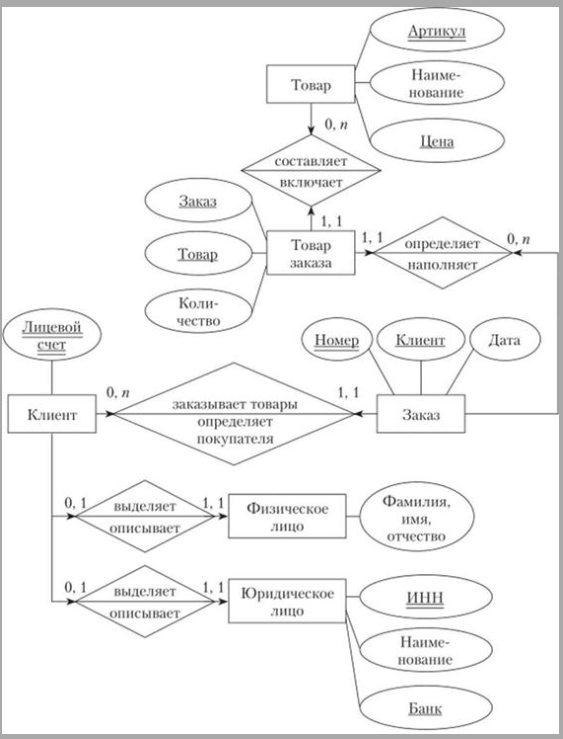 Артикул
Товар
Наиме-
нование
0, n
Цена
составляет
включает
Заказ
1, 1
Товар
заказа
1, 1
определяет
наполняет
0, n
Товар
Коли-
чество
Лицевой
счет
Номер
Клиент
Дата
Клиент
0, n
заказывает товары
определяет
покупателя
1, 1
Заказ
0, 1
выделяет
описывает
1, 1
Физическое
лицо
Фамилия,
имя,
отчество
0, 1
выделяет
описывает
1, 1
Юридическое
лицо
ИНН
Наиме-
нование
Банк